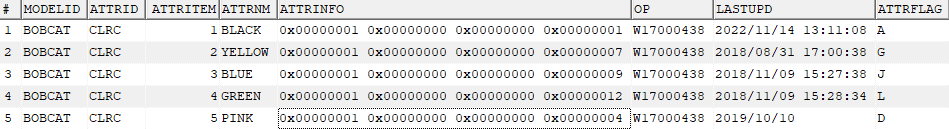 # MODELID ATTRID ATTRITEM ATTRNM ATTRINFO OP LASTUPD ATTRFLAG
1 BOBCAT CLRC 1 BLACK 0x00000001 0x00000000 0x00000000 0x00000001 W17000438 2022/11/14 13:11:08 A
2 BOBCAT CLRC 2 YELLOW 0x00000001 0x00000000 0x00000000 0x00000007 W17000438 2018/08/31 17:00:38 G
3 BOBCAT CLRC 3 BLUE 0x00000001 0x00000000 0x00000000 0x00000009 W17000438 2018/11/09 15:27:38 J
4 BOBCAT CLRC 4 GREEN 0x00000001 0x00000000 0x00000000 0x00000012 W17000438 2018/11/09 15:28:34 L
5 BOBCAT CLRC 5 PINK 0x00000001 0x00000000 0x00000000 0x00000004 W17000438 2019/10/10 D